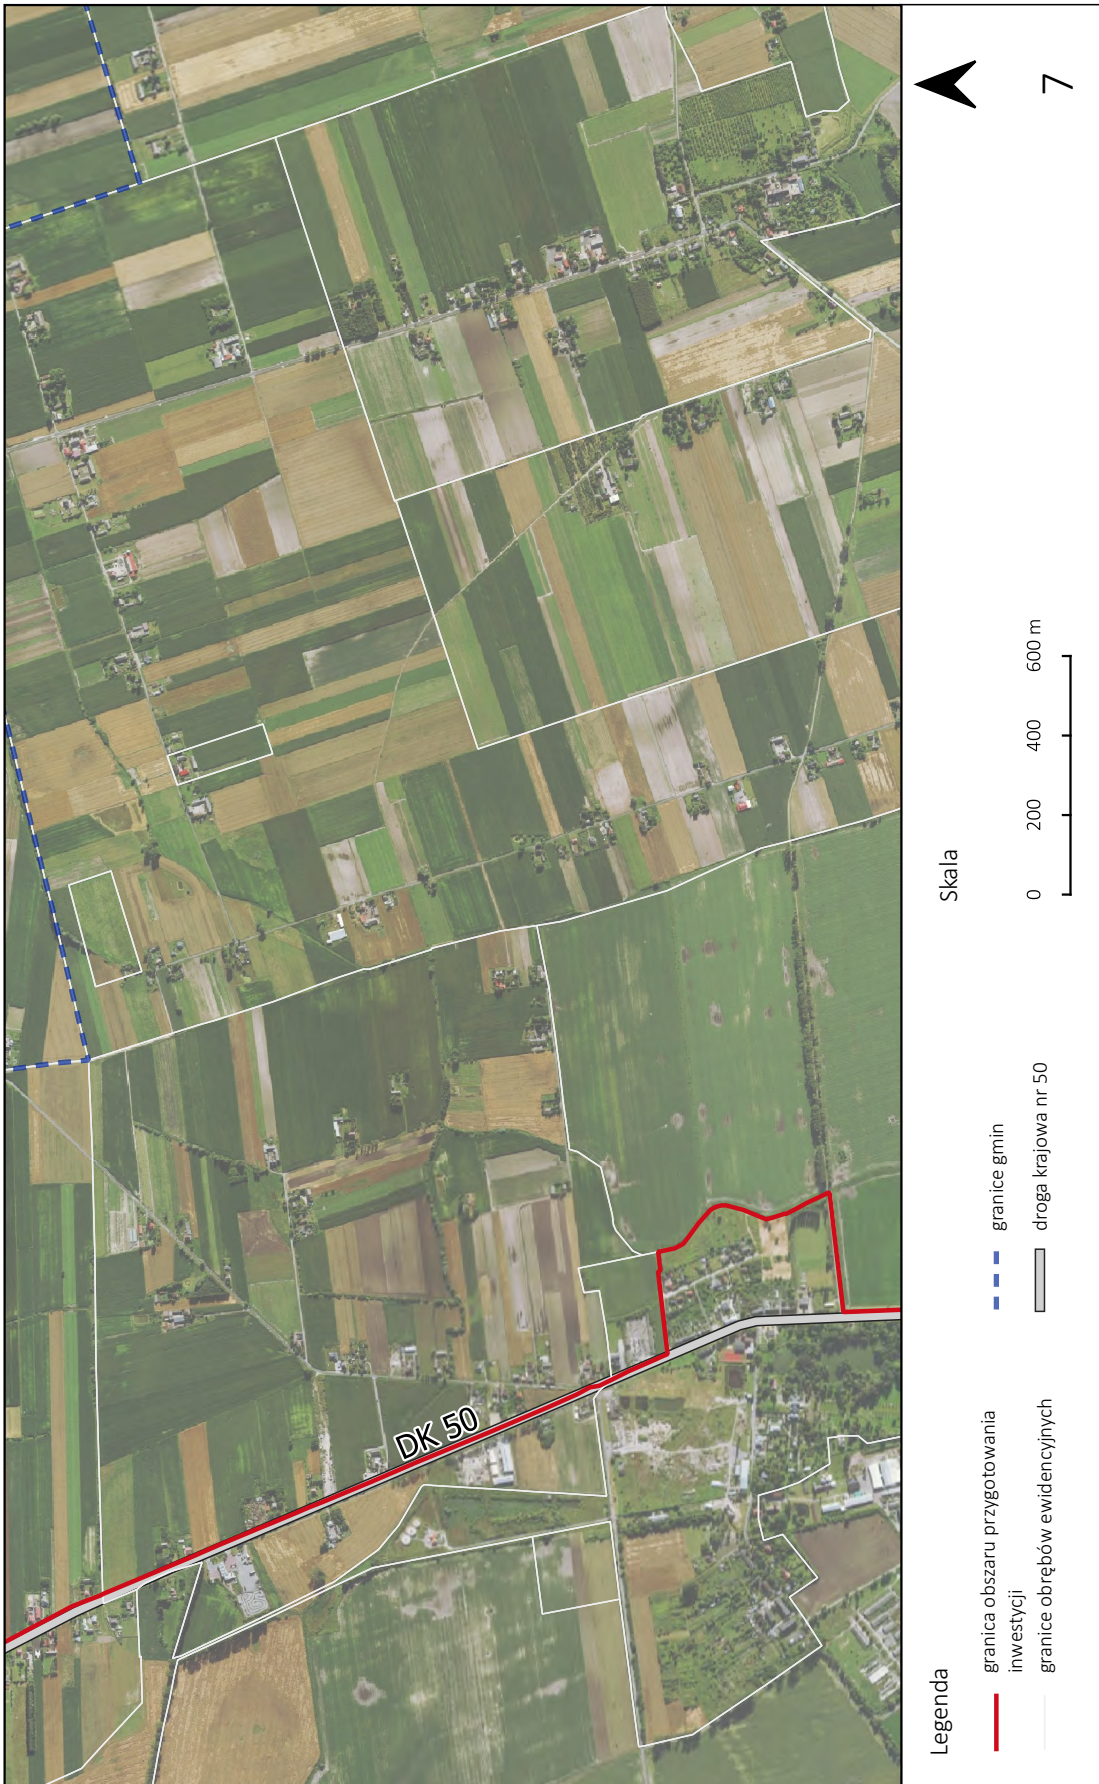 DK 50
Legenda
granica obszaru przygotowania
inwestycji
granice obrębów ewidencyjnych
granice gmin
droga krajowa nr 50
Skala
0 200 400 600 m
7